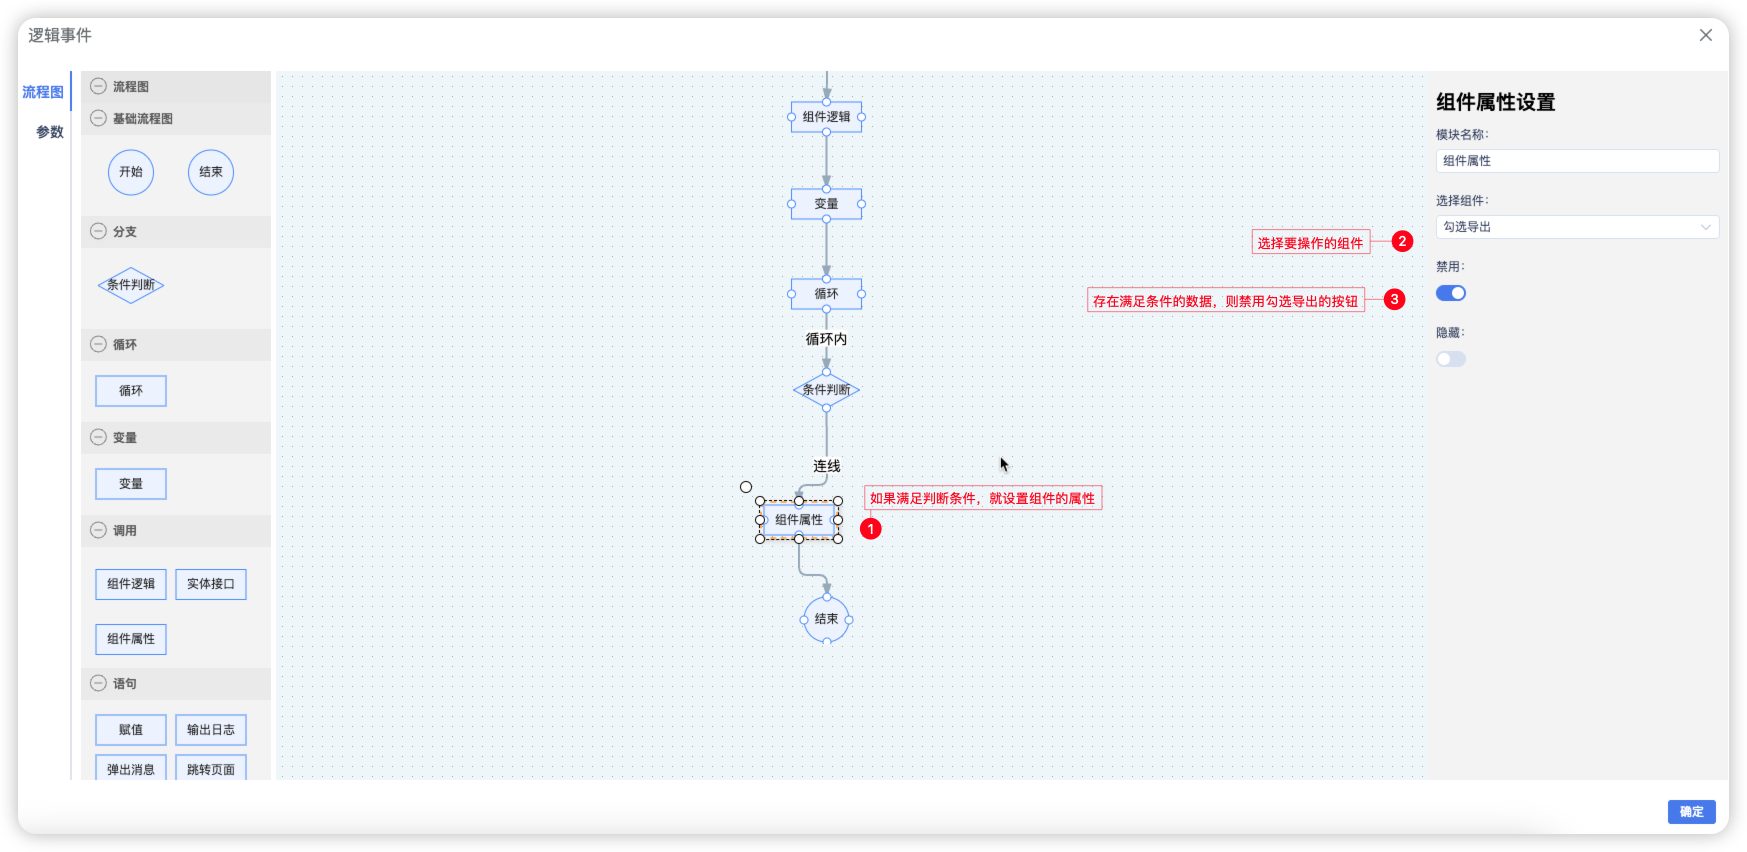 逻辑事件
流程图
参数
流程图
基础流程图
开始
结束
分支
条件判断
循环
循环
变量
变量
调用
组件逻辑
实体接口
组件属性
语句
赋值
输出日志
弹出消息
跳转页面
组件逻辑
变量
循环
循环内
条件判断
连线
组件属性
结束
如果满足判断条件，就设置组件的属性
1
选择要操作的组件
2
存在满足条件的数据，则禁用勾选导出的按钮
3
组件属性设置
模块名称：
组件属性
选择组件：
勾选导出
禁用：
隐藏：
确定